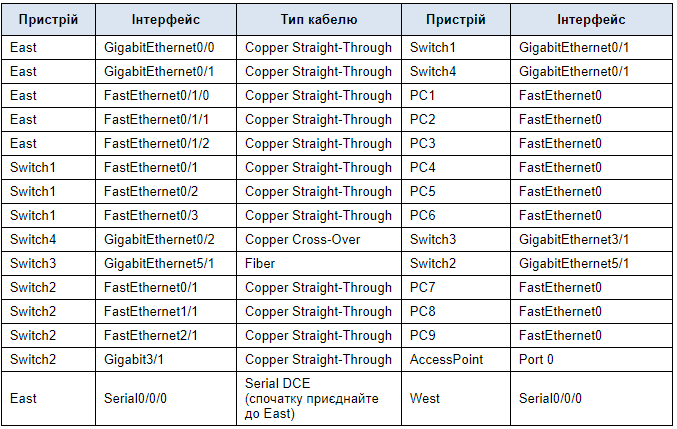 Пристрій Інтерфейс Тип кабелю Пристрій Інтерфейс
East GigabitEthernet0/0 Copper Straight-Through Switch1 GigabitEthernet0/1
East GigabitEthernet0/1 Copper Straight-Through Switch4 GigabitEthernet0/1
East FastEthernet0/1/0 Copper Straight-Through PC1 FastEthernet0
East FastEthernet0/1/1 Copper Straight-Through PC2 FastEthernet0
East FastEthernet0/1/2 Copper Straight-Through PC3 FastEthernet0
Switch1 FastEthernet0/1 Copper Straight-Through PC4 FastEthernet0
Switch1 FastEthernet0/2 Copper Straight-Through PC5 FastEthernet0
Switch1 FastEthernet0/3 Copper Straight-Through PC6 FastEthernet0
Switch4 GigabitEthernet0/2 Copper Cross-Over Switch3 GigabitEthernet3/1
Switch3 GigabitEthernet5/1 Fiber Switch2 GigabitEthernet5/1
Switch2 FastEthernet0/1 Copper Straight-Through PC7 FastEthernet0
Switch2 FastEthernet1/1 Copper Straight-Through PC8 FastEthernet0
Switch2 FastEthernet2/1 Copper Straight-Through PC9 FastEthernet0
Switch2 Gigabit3/1 Copper Straight-Through AccessPoint Port 0
East Serial0/0/0 Serial DCE
(спочатку приєднайте
до East) West Serial0/0/0